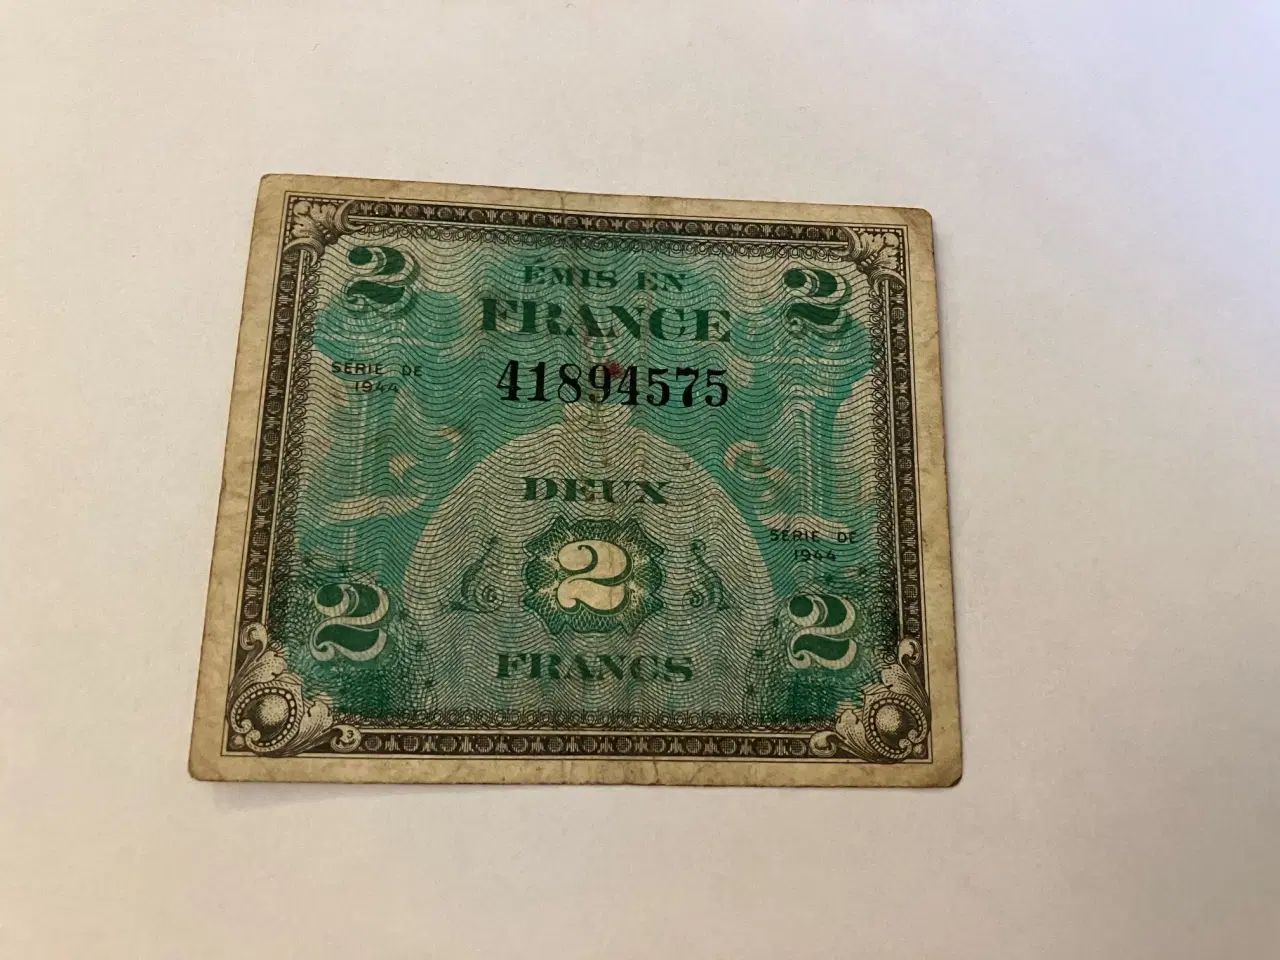 2 ÉMIS EN 2
FRANCE
SÉRIE DE
1944
41894575
DEUX
2
SÉRIE DE
1944
2 2
FRANCS